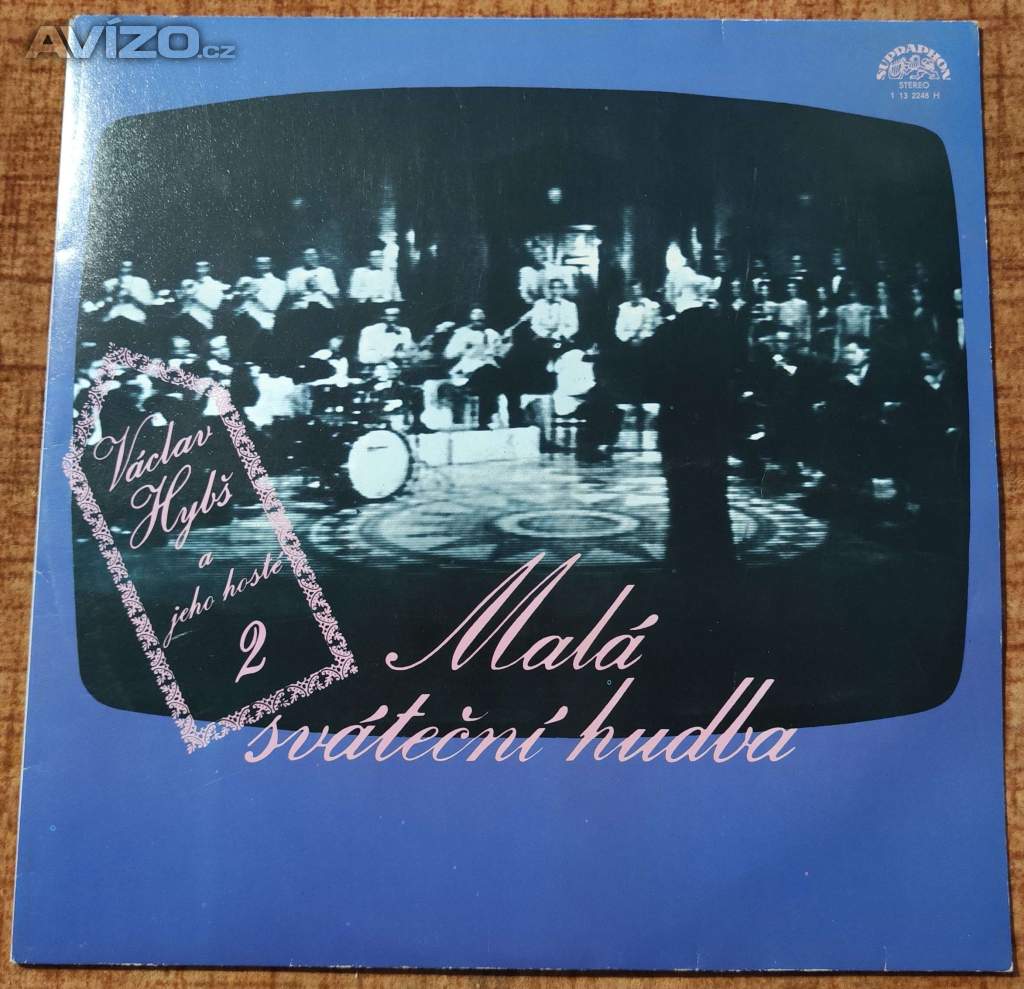 AVÍZO.cz
SUPRAPHON
STEREO
1 13 2248 H
Václav
Hybš
a
jeho hosté
2
Malá
sváteční hudba